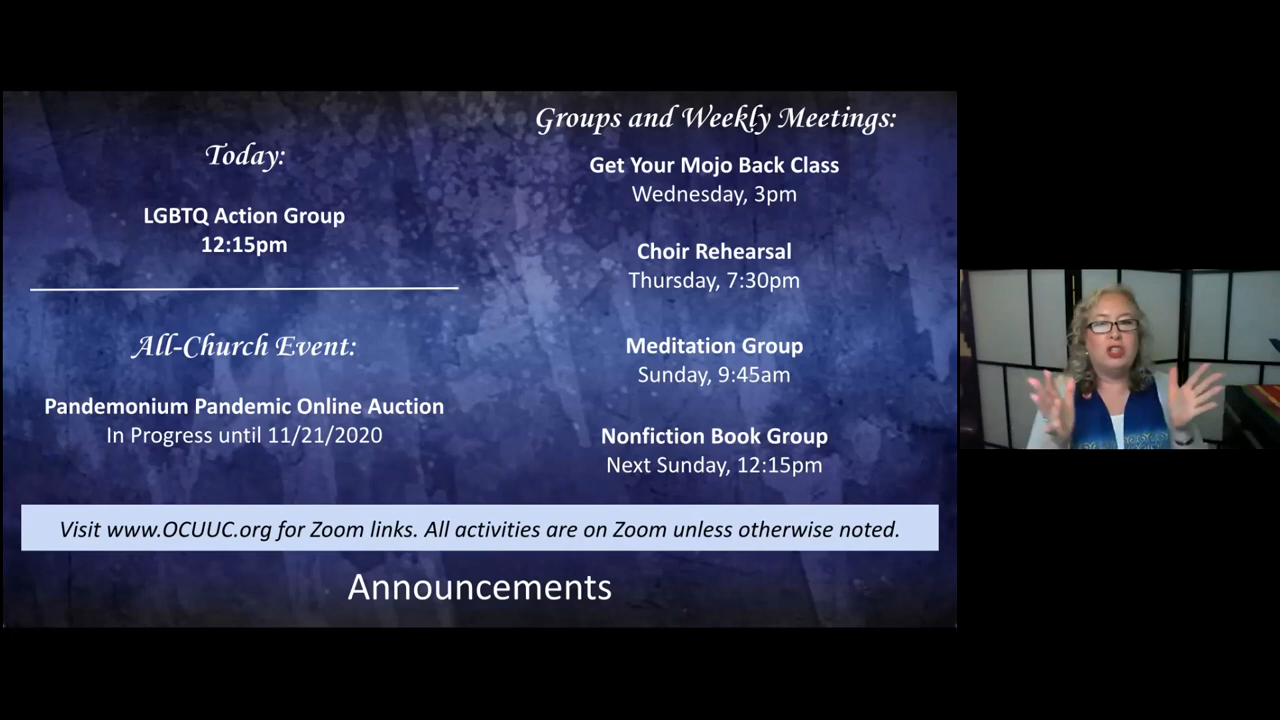 Today:
LGBTQ Action Group
12:15pm
All-Church Event:
Pandemonium Pandemic Online Auction
In Progress until 11/21/2020
Groups and Weekly Meetings:
Get Your Mojo Back Class
Wednesday, 3pm
Choir Rehearsal
Thursday, 7:30pm
Meditation Group
Sunday, 9:45am
Nonfiction Book Group
Next Sunday, 12:15pm
Visit www.OCUUC.org for Zoom links. All activities are on Zoom unless otherwise noted.
Announcements